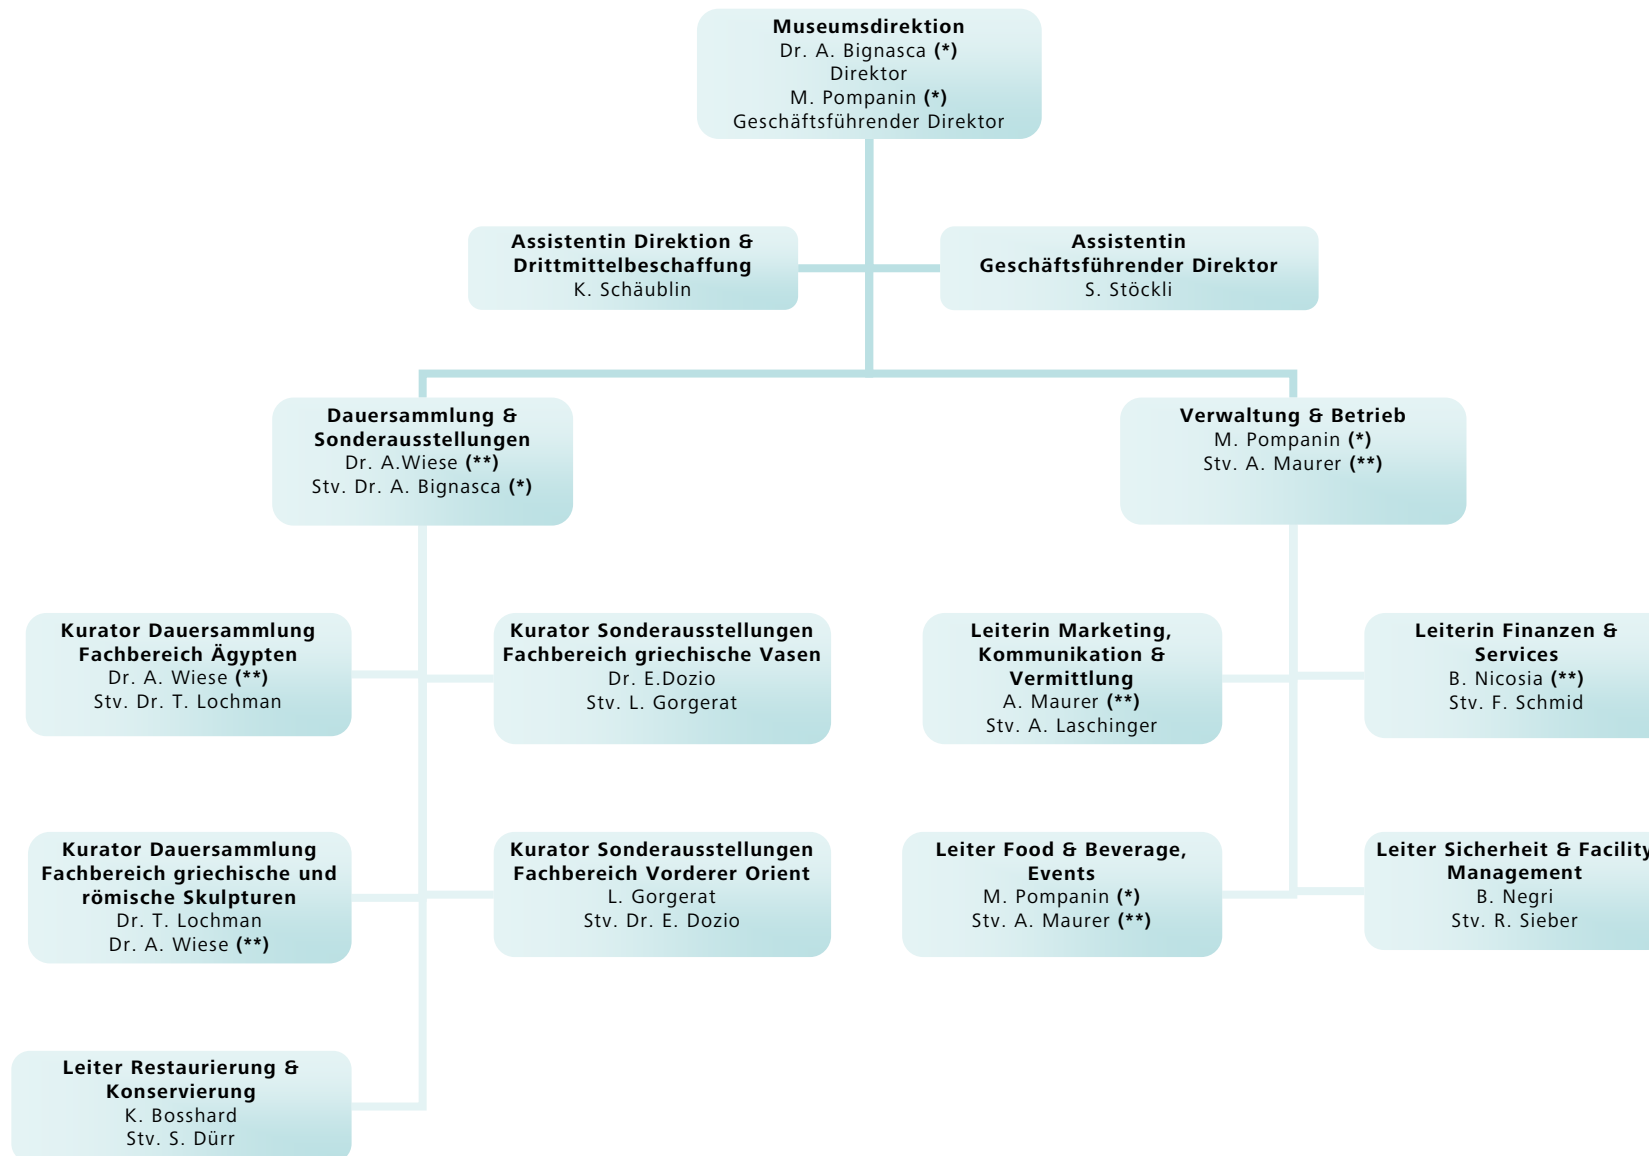 Museumsdirektion
Dr. A. Bignasca (*)
Direktor
M. Pompanin (*)
Geschäftsführender Direktor
Assistentin Direktion &
Drittmittelbeschaffung
K. Schäublin
Assistentin
Geschäftsführender Direktor
S. Stöckli
Dauersammlung &
Sonderausstellungen
Dr. A.Wiese (**)
Stv. Dr. A. Bignasca (*)
Verwaltung & Betrieb
M. Pompanin (*)
Stv. A. Maurer (**)
Kurator Dauersammlung
Fachbereich Ägypten
Dr. A. Wiese (**)
Stv. Dr. T. Lochman
Kurator Sonderausstellungen
Fachbereich griechische Vasen
Dr. E.Dozio
Stv. L. Gorgerat
Leiterin Marketing,
Kommunikation &
Vermittlung
A. Maurer (**)
Stv. A. Laschinger
Leiterin Finanzen &
Services
B. Nicosia (**)
Stv. F. Schmid
Kurator Dauersammlung
Fachbereich griechische und
römische Skulpturen
Dr. T. Lochman
Dr. A. Wiese (**)
Kurator Sonderausstellungen
Fachbereich Vorderer Orient
L. Gorgerat
Stv. Dr. E. Dozio
Leiter Food & Beverage,
Events
M. Pompanin (*)
Stv. A. Maurer (**)
Leiter Sicherheit & Facility
Management
B. Negri
Stv. R. Sieber
Leiter Restaurierung &
Konservierung
K. Bosshard
Stv. S. Dürr